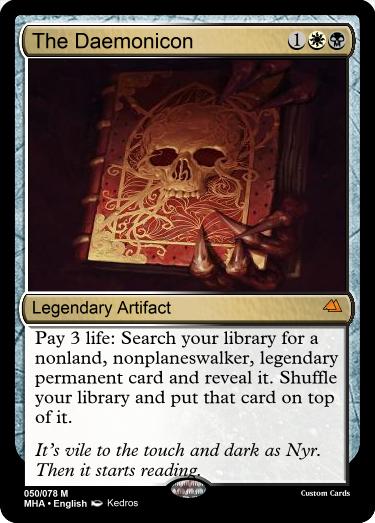 The Daemonicon
1
Legendary Artifact
Pay 3 life: Search your library for a
nonland, nonplaneswalker, legendary
permanent card and reveal it. Shuffle
your library and put that card on top
of it.
It's vile to the touch and dark as Nyr.
Then it starts reading.
050/078 M
MHA • English Kedros
Custom Cards